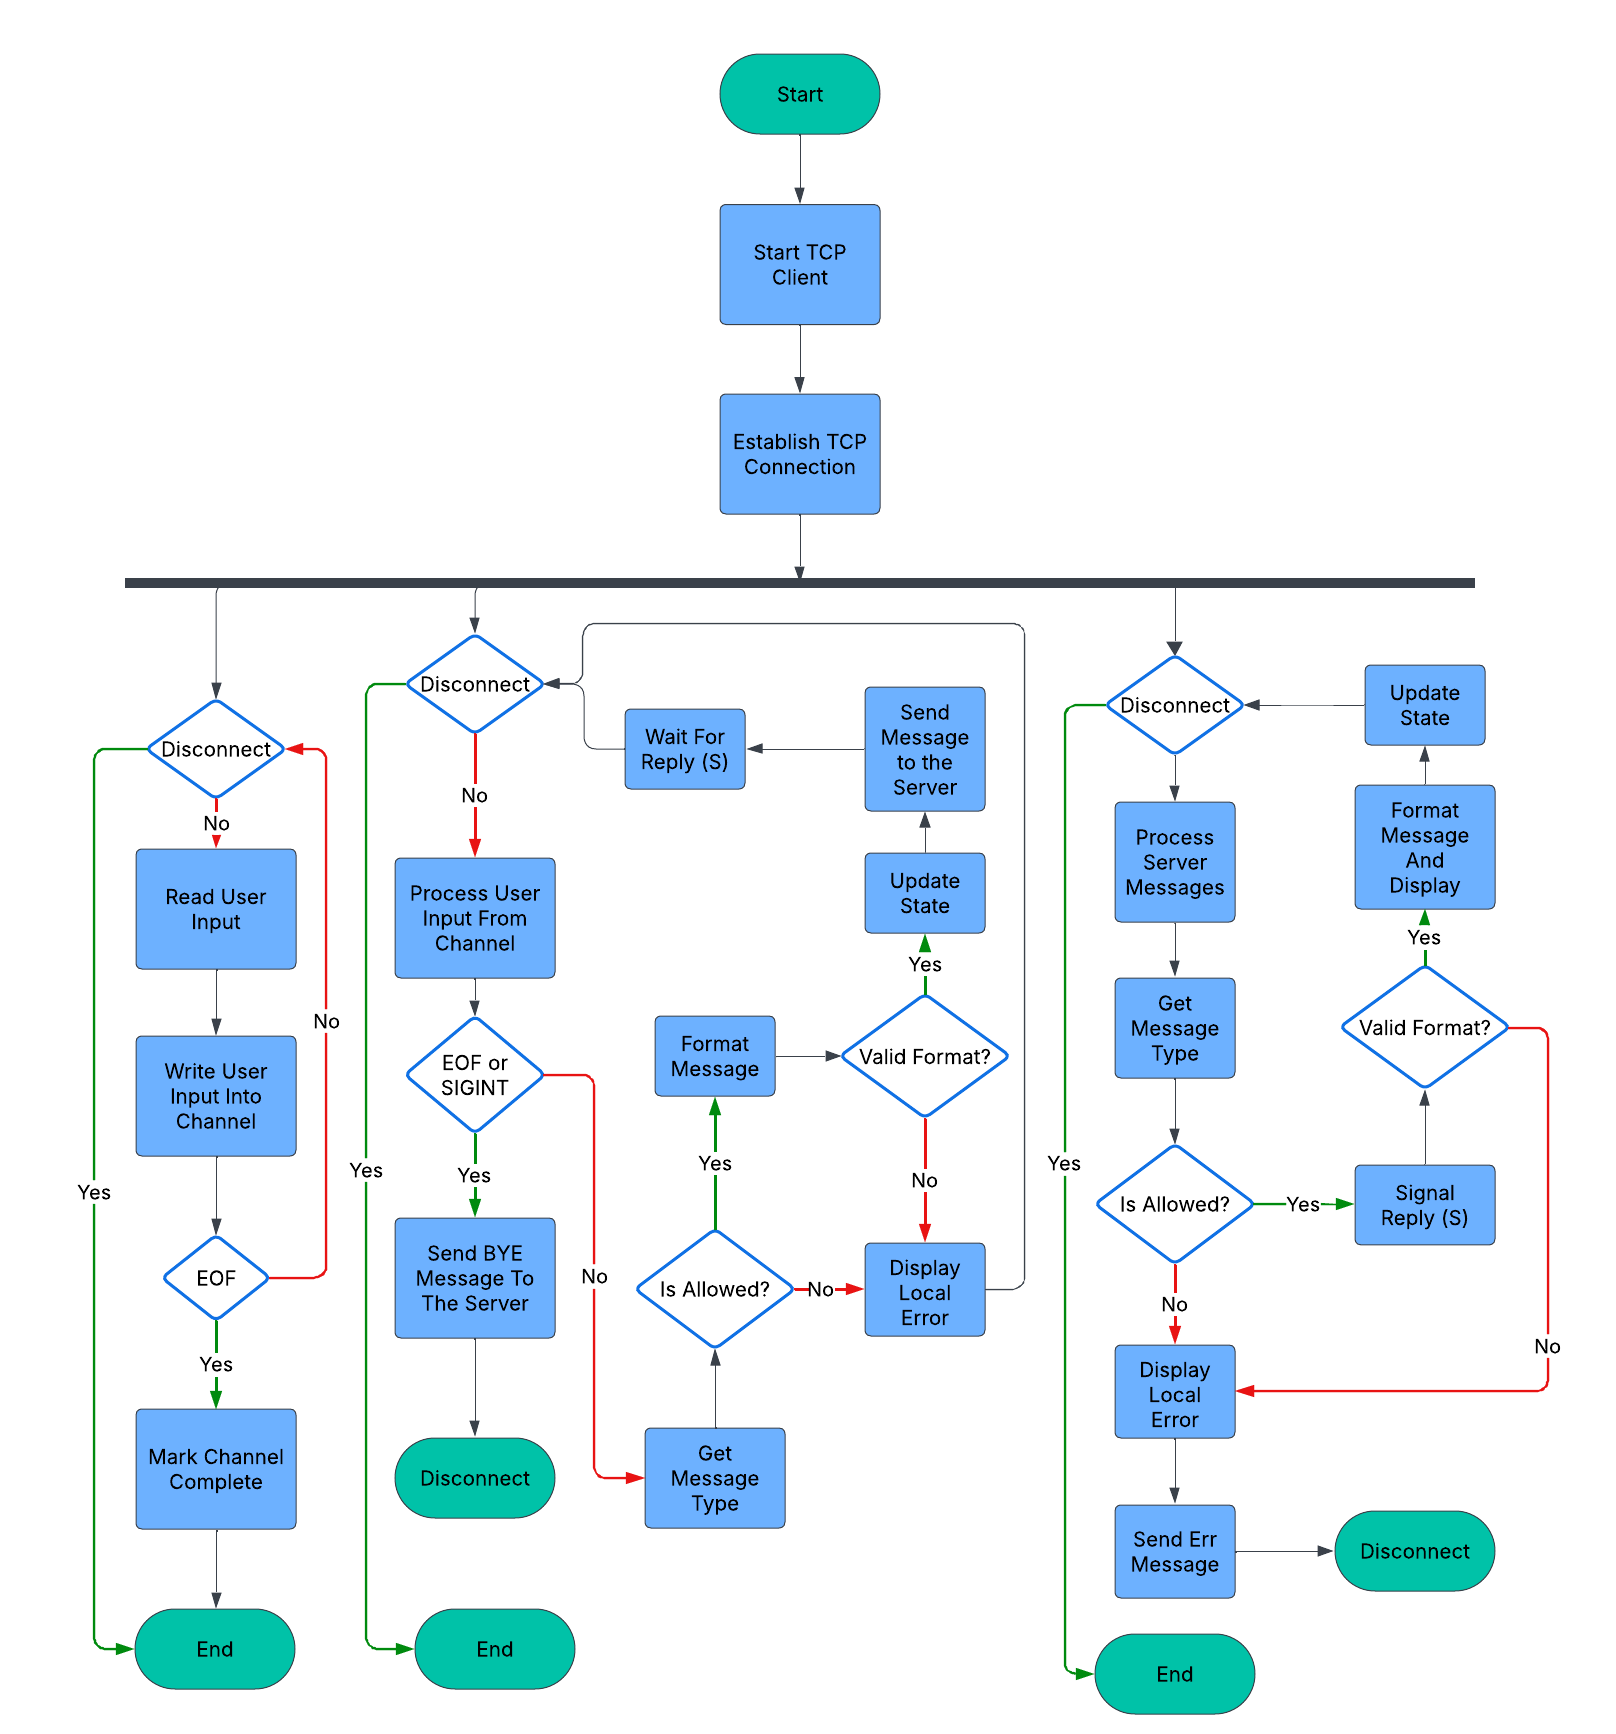 Start
Start TCP
Client
Establish TCP
Connection
Disconnect
No
Read User
Input
Write User
Input Into
Channel
No
Yes
EOF
Yes
Mark Channel
Complete
End
Disconnect
No
Process User
Input From
Channel
EOF or
SIGINT
Yes
Yes
Send BYE
Message To
The Server
No
Disconnect
End
Get
Message
Type
Is Allowed?
No
Yes
Format
Message
Valid Format?
No
Display
Local
Error
Yes
Update
State
Send
Message
to the
Server
Wait For
Reply (S)
Disconnect
Process
Server
Messages
Get
Message
Type
Yes
Is Allowed?
Yes
Signal
Reply (S)
Valid Format?
Yes
Format
Message
And
Display
Update
State
No
No
Display
Local
Error
Send Err
Message
Disconnect
End